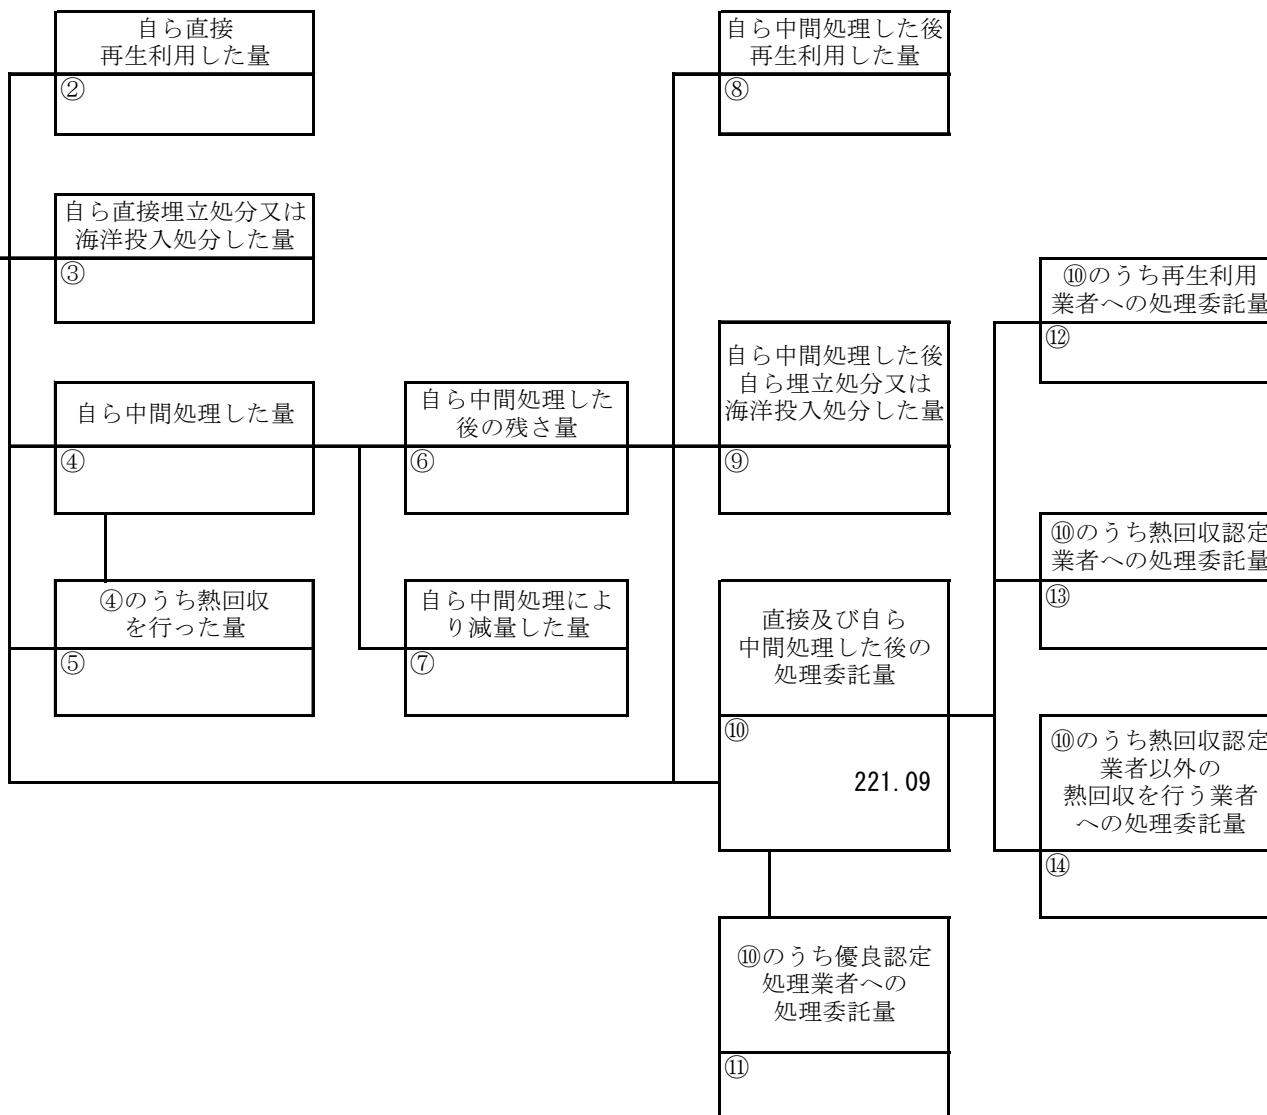 自ら直接
再生利用した量
②
自ら中間処理した後
再生利用した量
⑧
自ら直接埋立処分又は
海洋投入処分した量
③
⑩のうち再生利用
業者への処理委託量
⑫
自ら中間処理した量
④
自ら中間処理した
後の残さ量
⑥
自ら中間処理した後
自ら埋立処分又は
海洋投入処分した量
⑨
⑩のうち熱回収認定
業者への処理委託量
⑬
④のうち熱回収
を行った量
⑤
自ら中間処理によ
り減量した量
⑦
直接及び自ら
中間処理した後の
処理委託量
⑩
221.09
⑩のうち熱回収認定
業者以外の
熱回収を行う業者
への処理委託量
⑭
⑩のうち優良認定
処理業者への
処理委託量
⑪